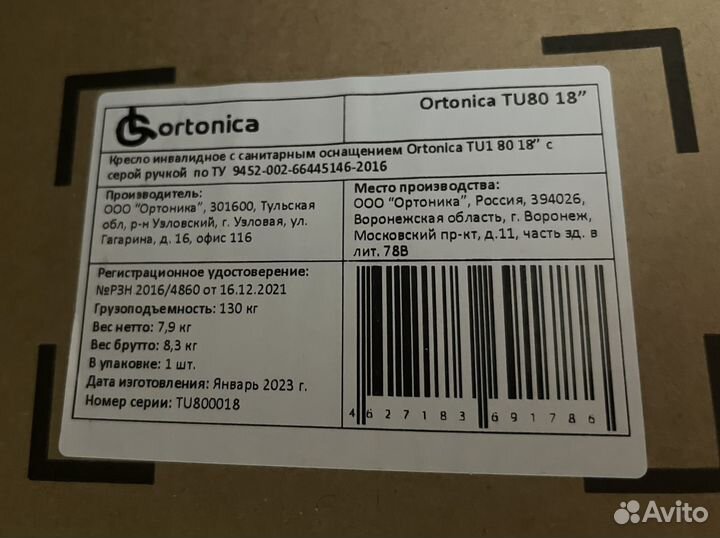 ortonica
Ortonica TU80 18”
Кресло инвалидное с санитарным оснащением Ortonica TU1 80 18” с
серой ручкой по ТУ 9452-002-66445146-2016
Производитель:
ООО “Ортоника”, 301600, Тульская
обл, р-н Узловский, г. Узловая, ул.
Гагарина, д. 16, офис 116
Место производства:
ООО “Ортоника”, Россия, 394026,
Воронежская область, г. Воронеж,
Московский пр-кт, д.11, часть зд. в
лит. 78В
Регистрационное удостоверение:
№РЗН 2016/4860 от 16.12.2021
Грузоподъемность: 130 кг
Вес нетто: 7,9 кг
Вес брутто: 8,3 кг
В упаковке: 1 шт.
Дата изготовления: Январь 2023 г.
Номер серии: TU800018
4 627183 691786
Avito